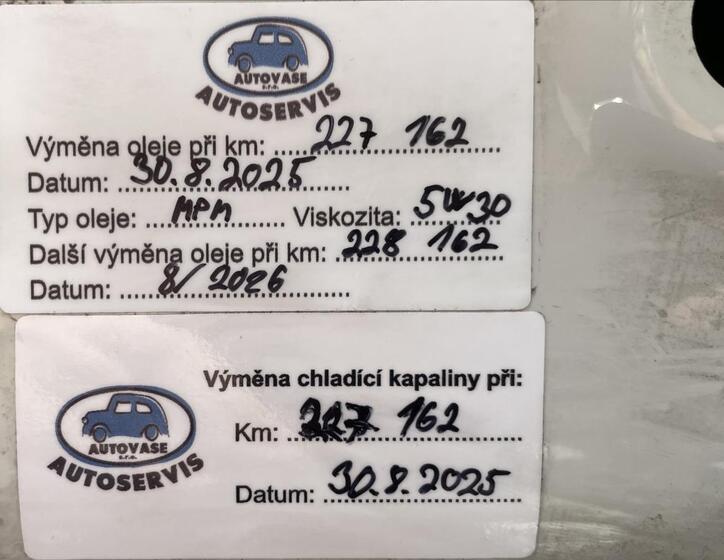 AUTOVASE
s.r.o.
AUTOSERVIS
Výměna oleje při km: 227 162
Datum: 30.8.2025
Typ oleje: MPM Viskozita: 5W30
Další výměna oleje při km: 228 162
Datum: 8/2026
Výměna chladící kapaliny při:
AUTOVASE
s.r.o.
AUTOSERVIS
Km: 227 162
Datum: 30.8.2025